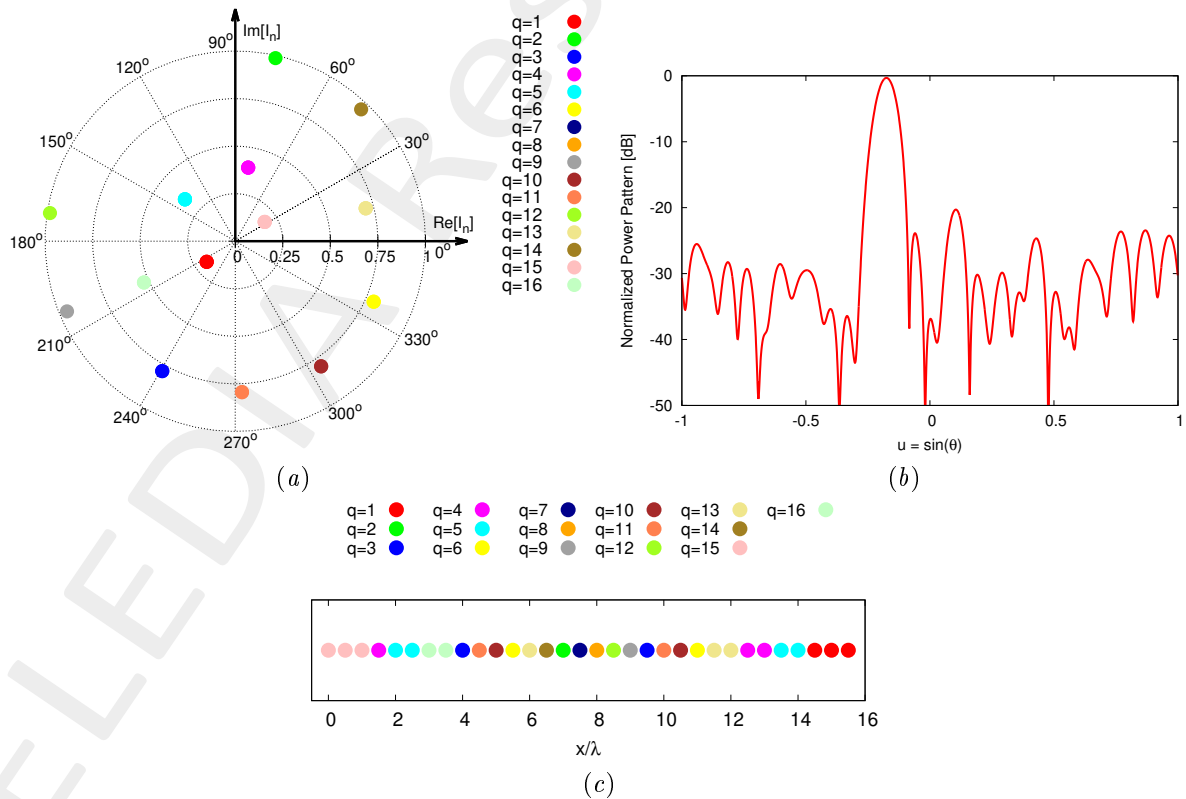 Im[Iₙ]
90°
120°
60°
150°
30°
180°
Re[Iₙ]
0 0.25 0.5 0.75 1 0°
210°
330°
240°
300°
270°
(a)
q=1
q=2
q=3
q=4
q=5
q=6
q=7
q=8
q=9
q=10
q=11
q=12
q=13
q=14
q=15
q=16
Normalized Power Pattern [dB]
0
-10
-20
-30
-40
-50
-1 -0.5 0 0.5 1
u = sin(θ)
(b)
q=1 q=4 q=7 q=10 q=13 q=16
q=2 q=5 q=8 q=11 q=14
q=3 q=6 q=9 q=12 q=15
0 2 4 6 8 10 12 14 16
x/λ
(c)
ELEDIA Res